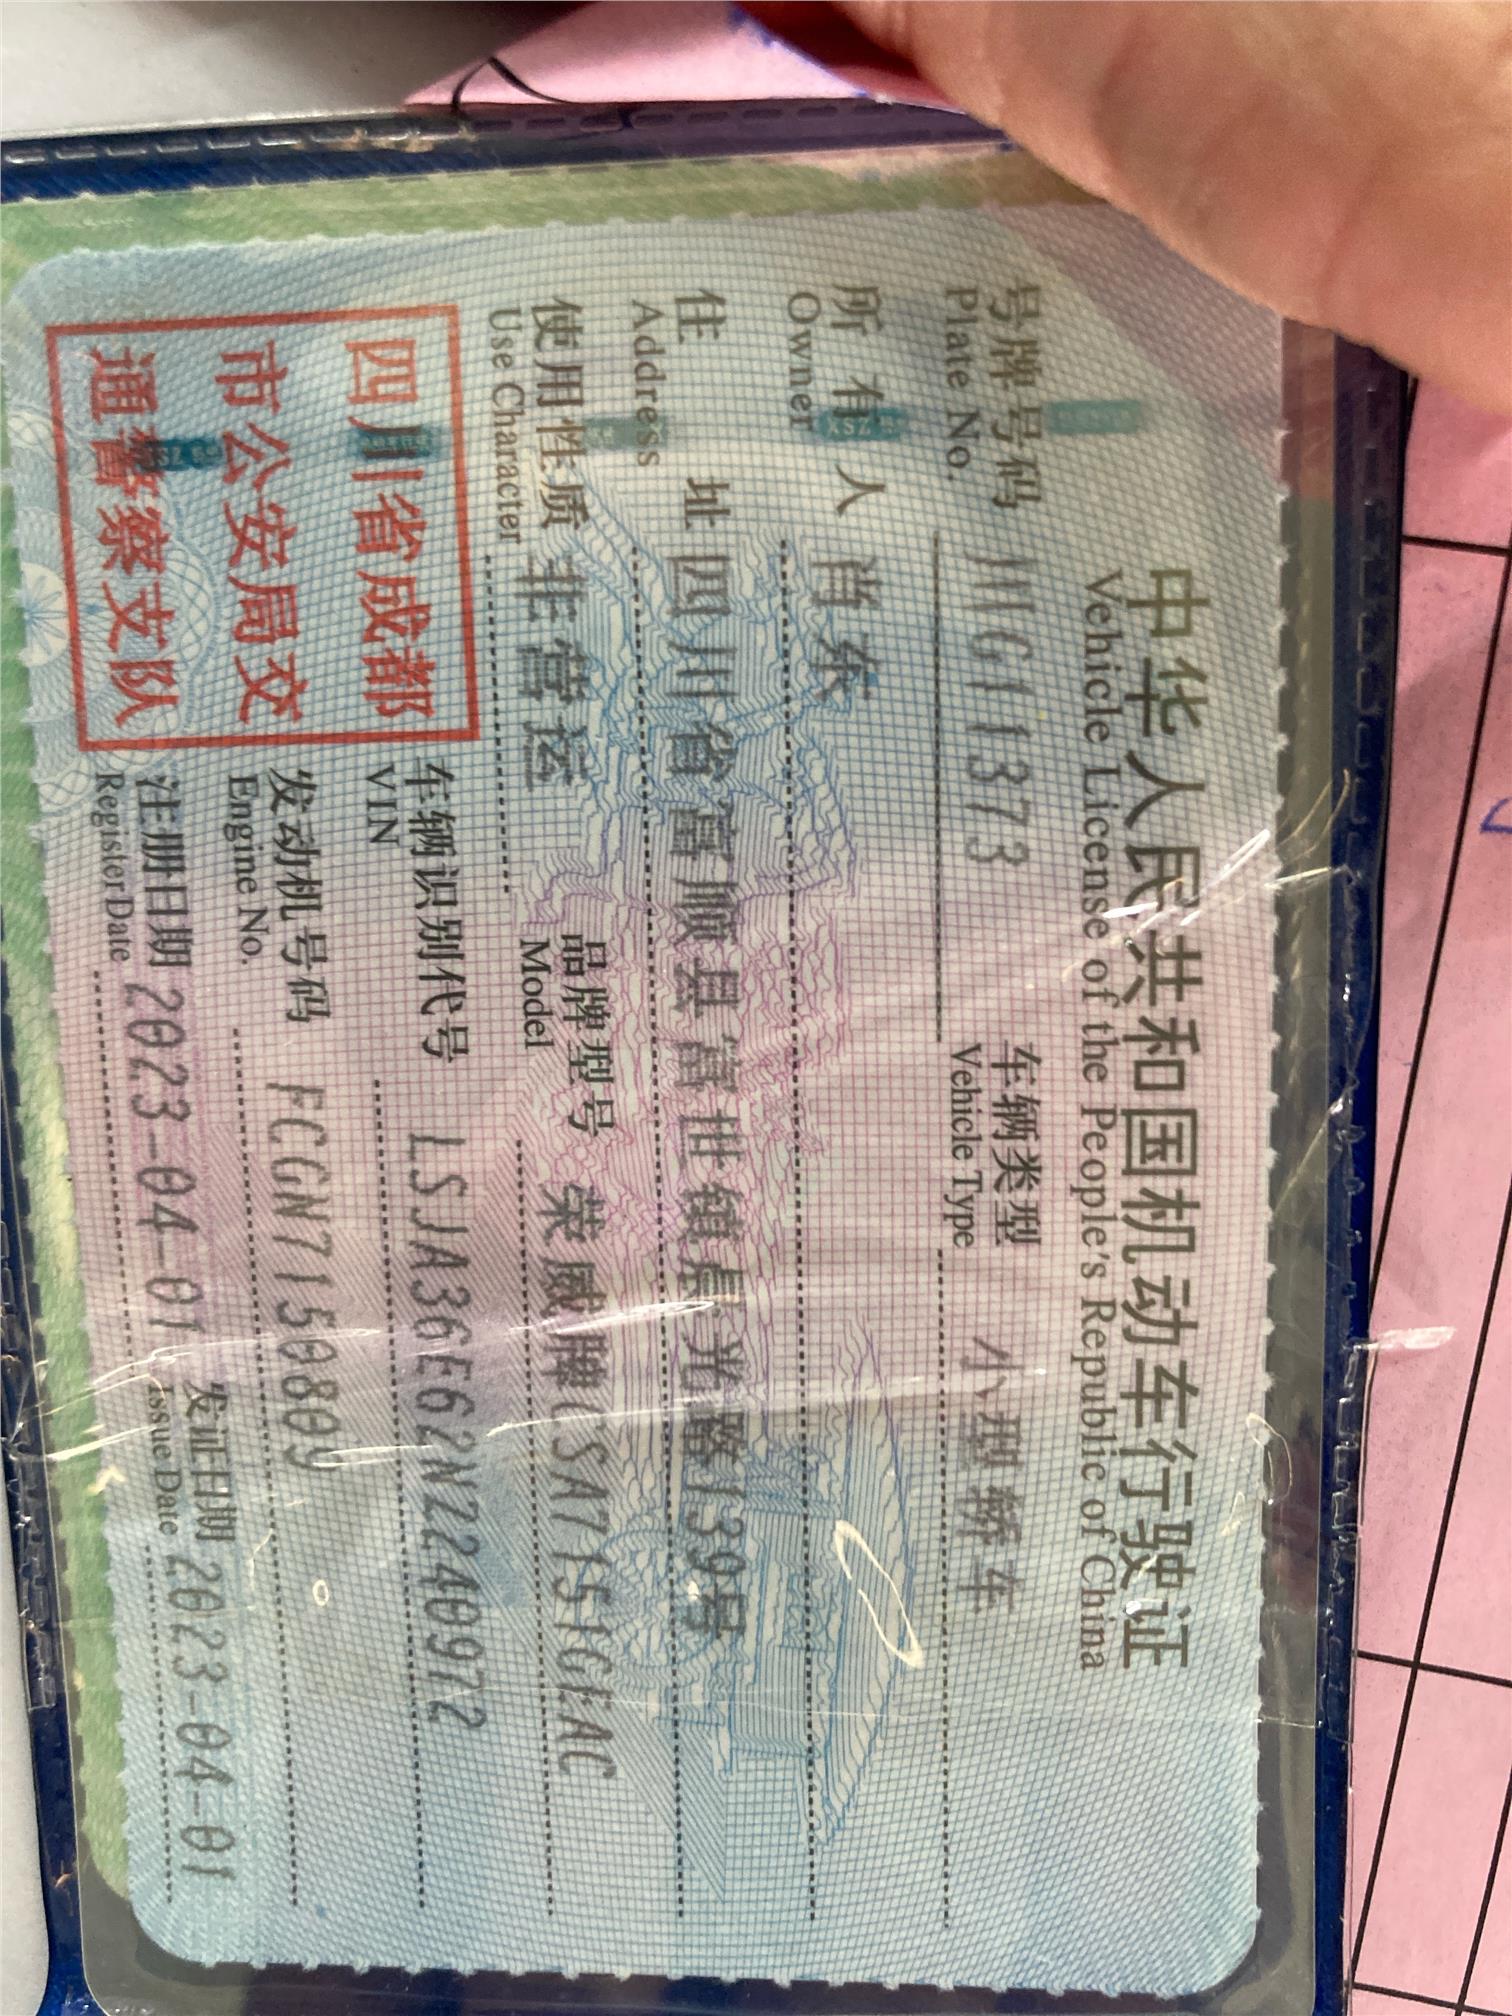 中华人民共和国机动车行驶证
Vehicle License of the People's Republic of China
号牌号码 川G11373 车辆类型 小型轿车
Plate No. Vehicle Type
所有人 肖东
Owner
住址 四川省富顺县富世镇晨光路139号
Address
使用性质 非营运 品牌型号 荣威牌CSA7151GEAC
Use Character Model
四川省成都
市公安局交
通警察支队
车辆识别代号 LSJA36E62N2240972
VIN
发动机号码 FCGN7150809
Engine No.
注册日期 2023-04-01 发证日期 2023-04-01
Register Date Issue Date